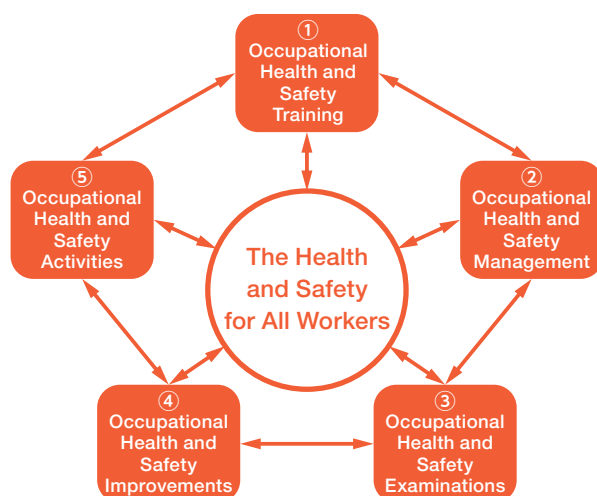 ①
Occupational
Health and
Safety
Training
②
Occupational
Health and
Safety
Management
③
Occupational
Health and
Safety
Examinations
④
Occupational
Health and
Safety
Improvements
⑤
Occupational
Health and
Safety
Activities
The Health
and Safety
for All Workers